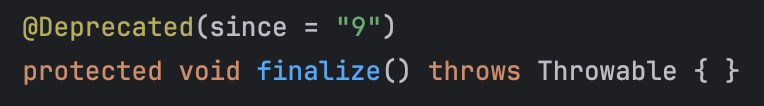 @Deprecated(since = "9")
protected void finalize() throws Throwable { }